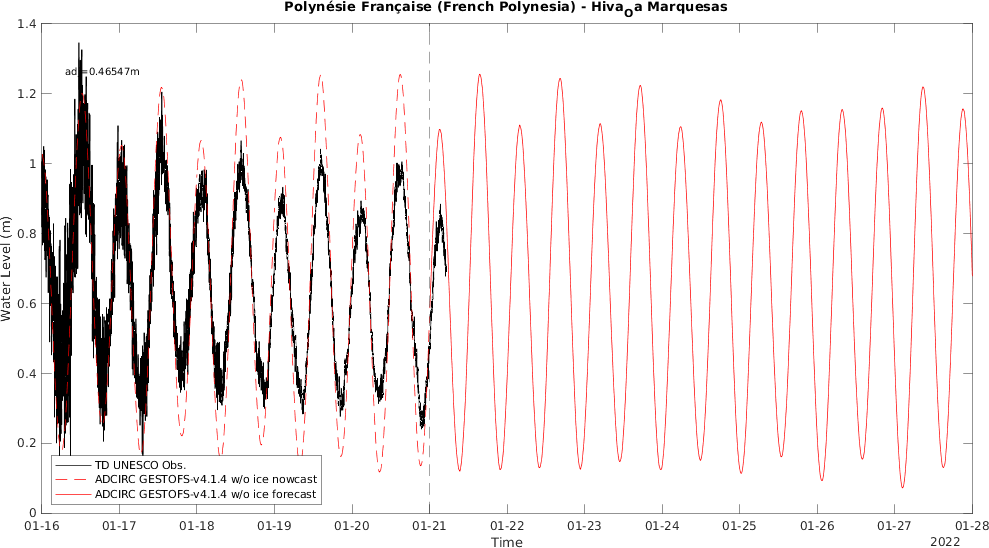 Polynésie Française (French Polynesia) - HivaOa Marquesas
adj=0.46547m
Water Level (m)
1.4
1.2
1
0.8
0.6
0.4
0.2
0
TD UNESCO Obs.
ADCIRC GESTOFS-v4.1.4 w/o ice nowcast
ADCIRC GESTOFS-v4.1.4 w/o ice forecast
01-16 01-17 01-18 01-19 01-20 01-21 01-22 01-23 01-24 01-25 01-26 01-27 01-28
Time
2022